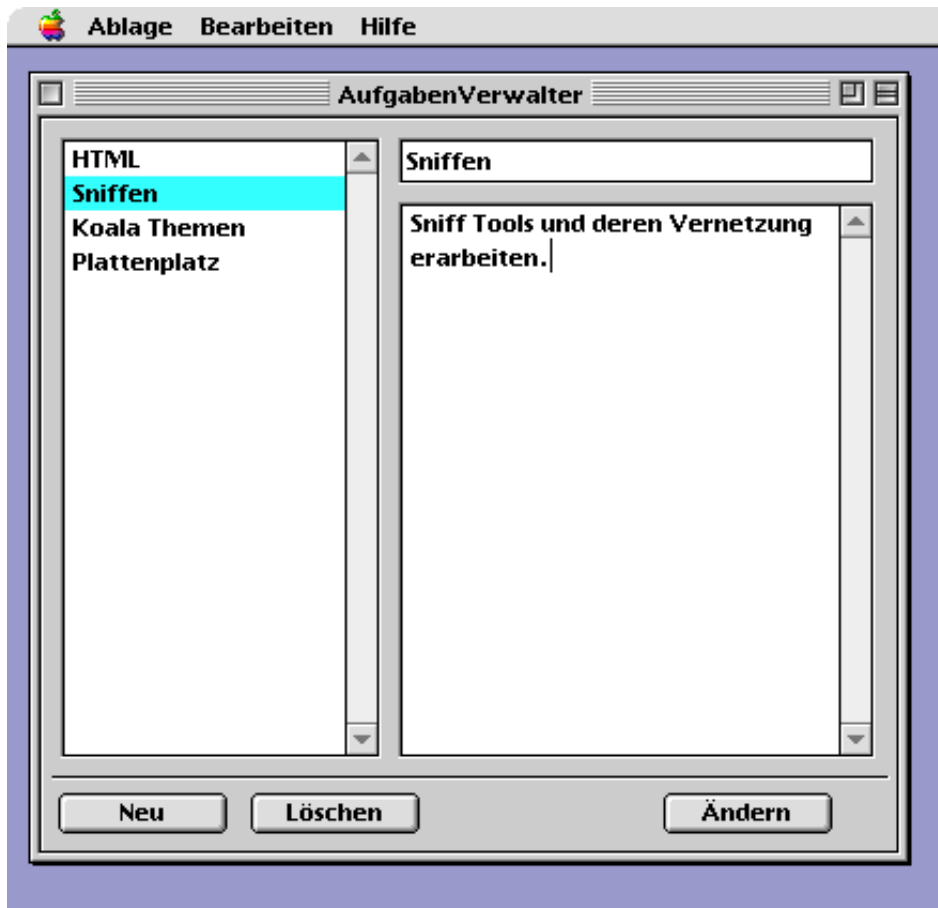 Ablage Bearbeiten Hilfe
AufgabenVerwalter
HTML
Sniffen
Koala Themen
Plattenplatz
Sniffen
Sniff Tools und deren Vernetzung
erarbeiten.
Neu Löschen Ändern